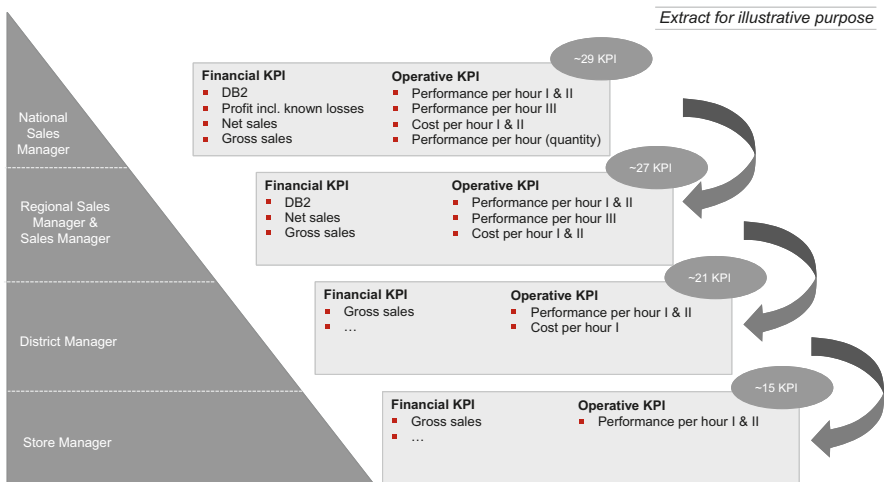 Extract for illustrative purpose
~29 KPI
Financial KPI
DB2
Profit incl. known losses
Net sales
Gross sales
Operative KPI
Performance per hour I & II
Performance per hour III
Cost per hour I & II
Performance per hour (quantity)
National
Sales
Manager
~27 KPI
Financial KPI
DB2
Net sales
Gross sales
Operative KPI
Performance per hour I & II
Performance per hour III
Cost per hour I & II
Regional Sales
Manager &
Sales Manager
~21 KPI
Financial KPI
Gross sales
…
Operative KPI
Performance per hour I & II
Cost per hour I
District Manager
~15 KPI
Financial KPI
Gross sales
…
Operative KPI
Performance per hour I & II
Store Manager